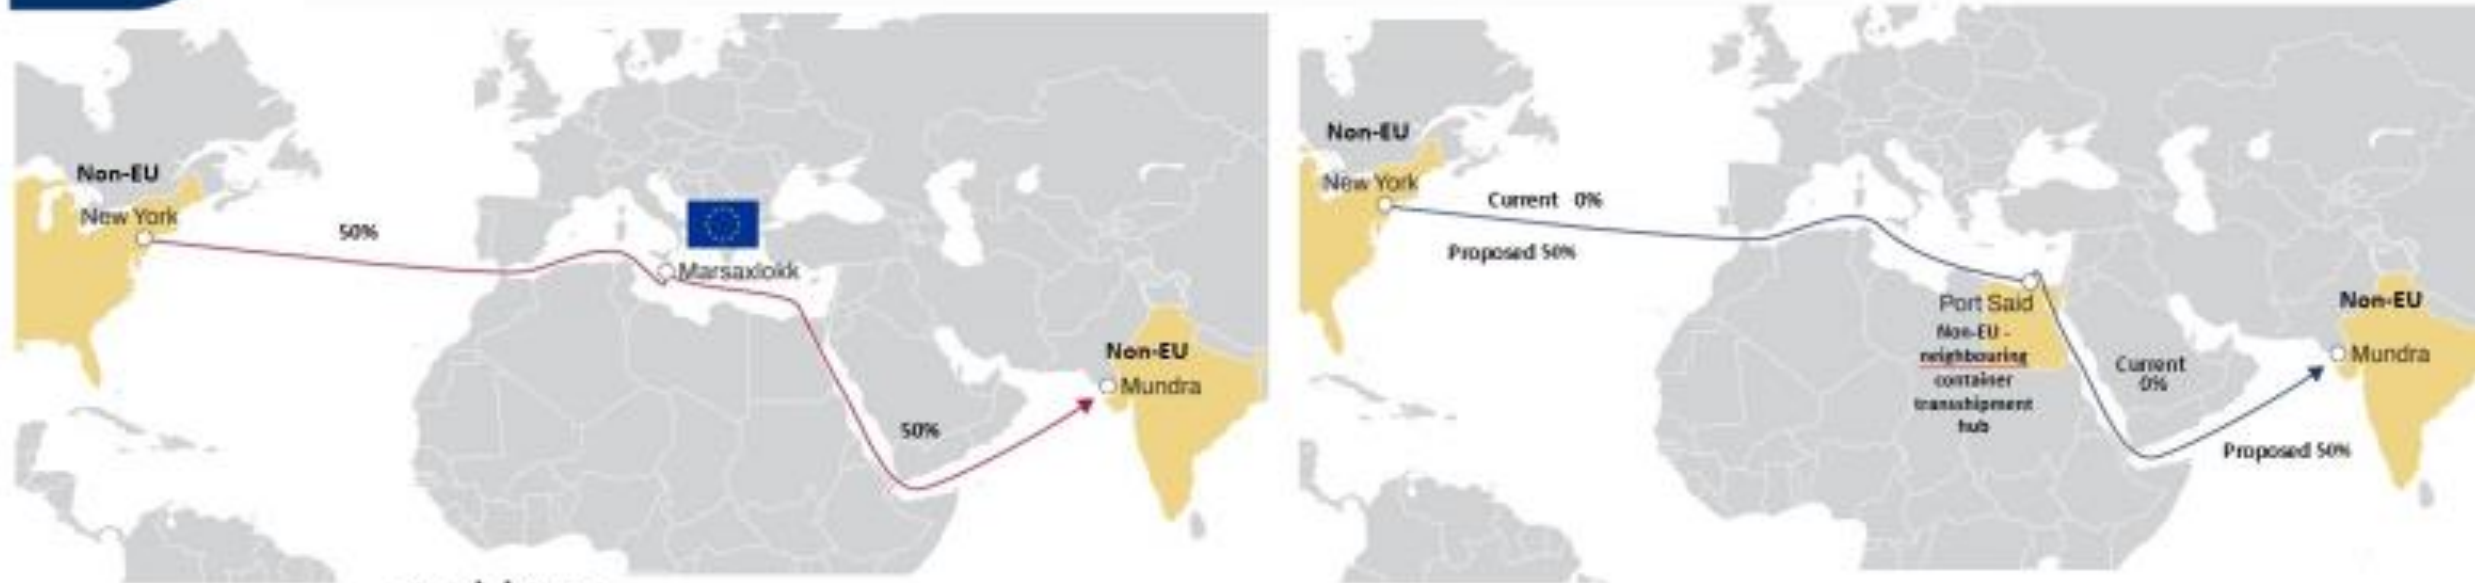 Non-EU
New York
50%
Marsaxlokk
Non-EU
Mundra
50%
Non-EU
New York
Current 0%
Proposed 50%
Port Said
Non-EU -
neighbouring
container
transshipment
hub
Current
0%
Non-EU
Mundra
Proposed 50%